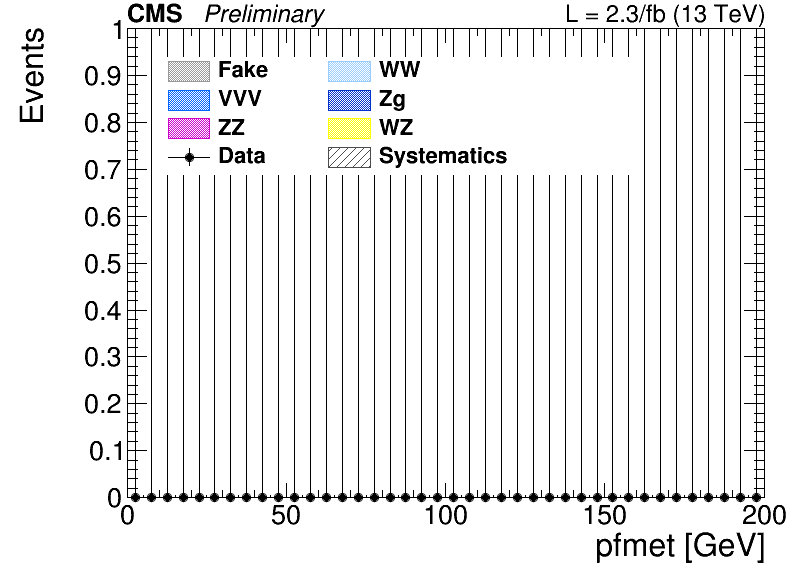 CMS Preliminary L = 2.3/fb (13 TeV)
Events
1
0.9
0.8
0.7
0.6
0.5
0.4
0.3
0.2
0.1
0
Fake WW
VVV Zg
ZZ WZ
Data Systematics
0 50 100 150 200
pfmet [GeV]